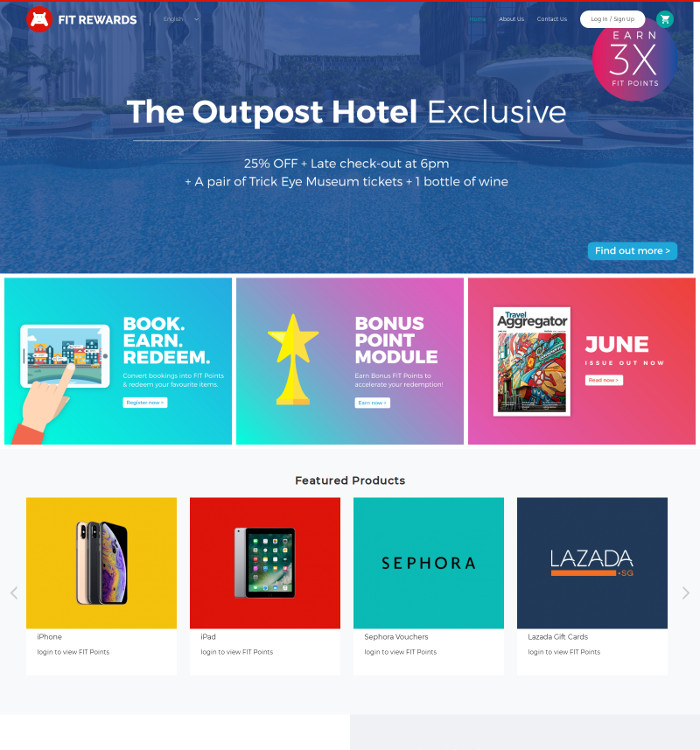 FIT REWARDS
English
Home
About Us
Contact Us
Log In / Sign Up
EARN
3X
FIT POINTS
The Outpost Hotel Exclusive
25% OFF + Late check-out at 6pm
+ A pair of Trick Eye Museum tickets + 1 bottle of wine
Find out more >
BOOK.
EARN.
REDEEM.
Convert bookings into FIT Points
& redeem your favourite items.
Register now >
BONUS
POINT
MODULE
Earn Bonus FIT Points to
accelerate your redemption!
Earn now >
Travel
Aggregator
JUNE
ISSUE OUT NOW
Read now >
Featured Products
SEPHORA
LAZADA
SG
iPhone
login to view FIT Points
iPad
login to view FIT Points
Sephora Vouchers
login to view FIT Points
Lazada Gift Cards
login to view FIT Points